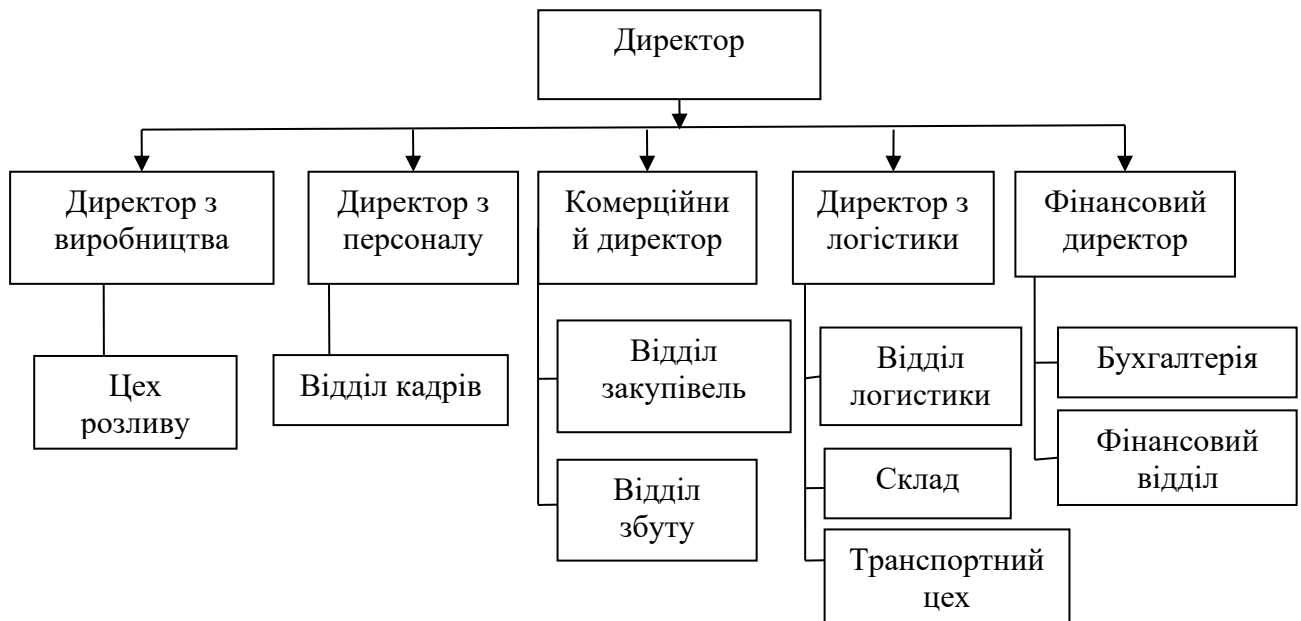 Директор
Директор з
виробництва
Директор з
персоналу
Комерційни
й директор
Директор з
логістики
Фінансовий
директор
Цех
розливу
Відділ кадрів
Відділ
закупівель
Відділ
збуту
Відділ
логистики
Склад
Транспортний
цех
Бухгалтерія
Фінансовий
відділ